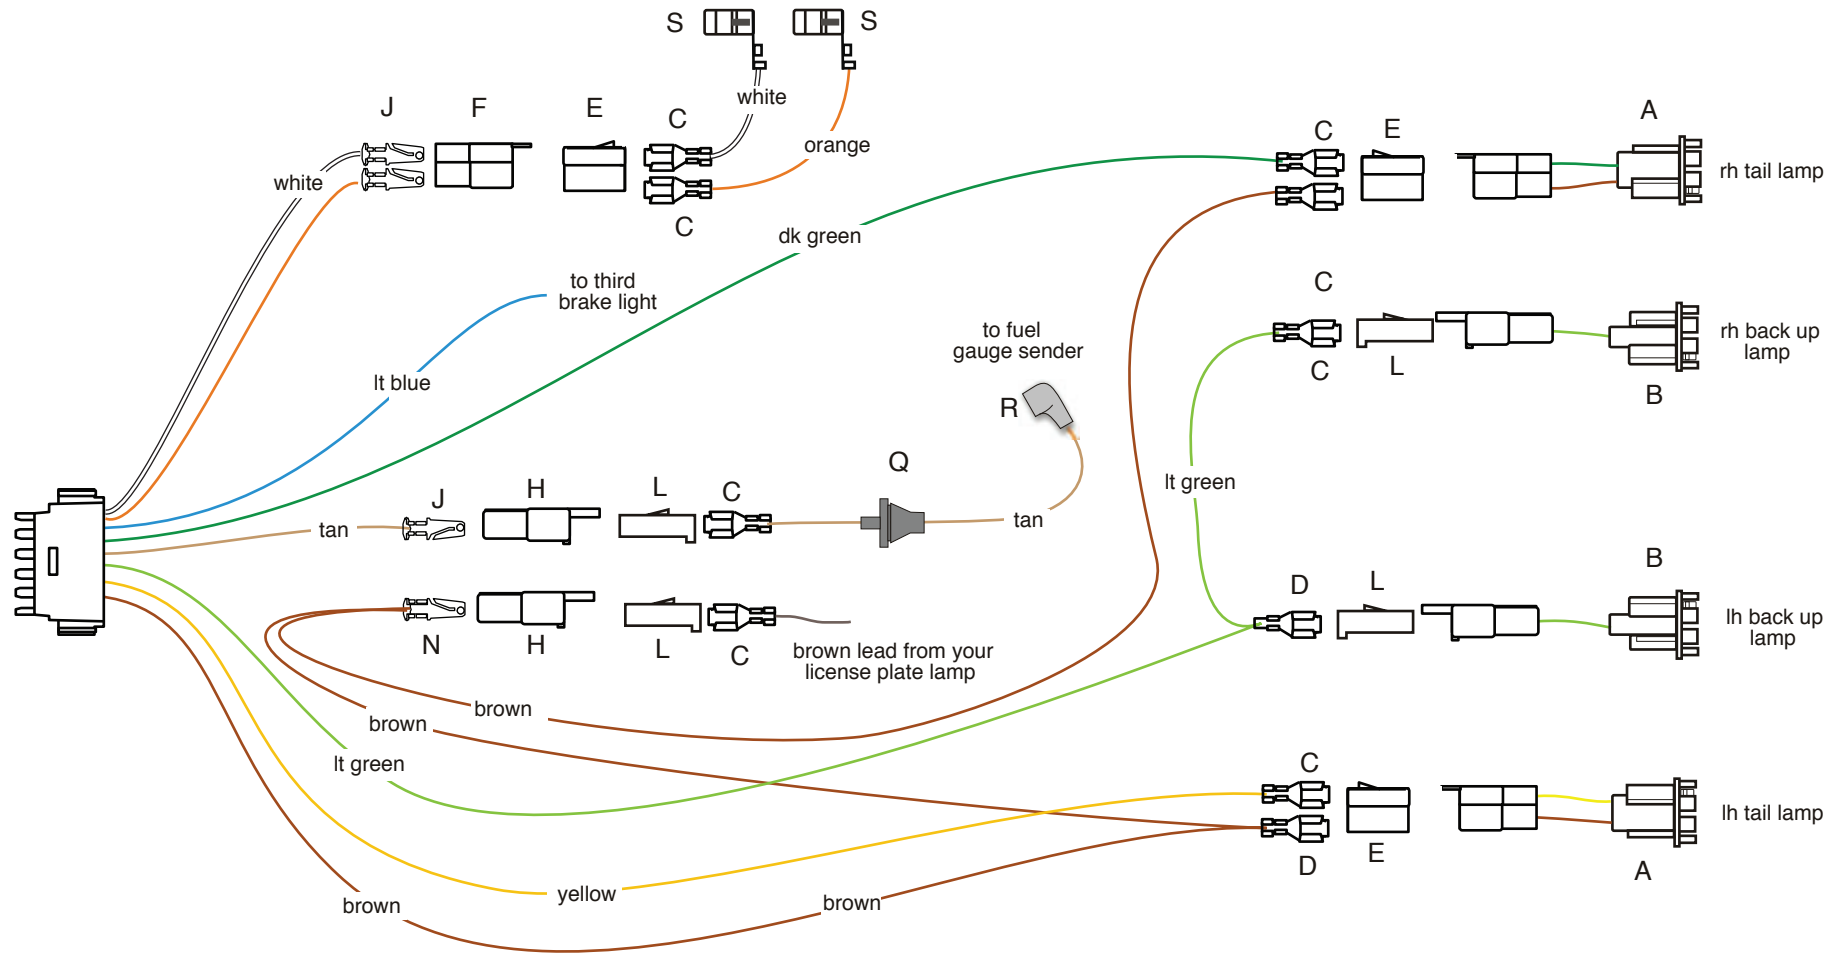 S
S
white
J
F
E
C
C
E
A
orange
rh tail lamp
white
C
dk green
to third
brake light
C
to fuel
gauge sender
rh back up
lamp
lt blue
C
L
B
R
Q
lt green
J
H
L
C
tan
tan
B
D
L
N
H
L
C
brown lead from your
license plate lamp
lh back up
lamp
brown
brown
lt green
C
lh tail lamp
D
E
A
yellow
brown
brown